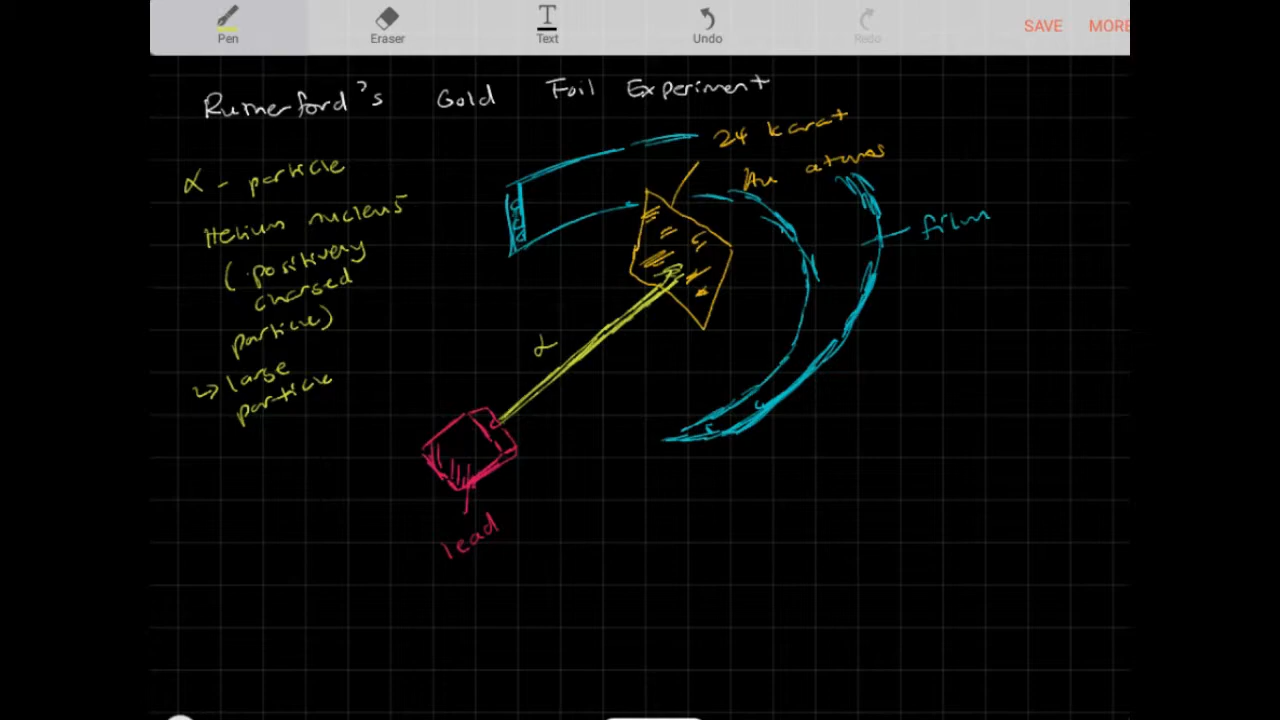 Pen
Eraser
Text
Undo
Redo
SAVE
MORE
Rutherford's Gold Foil Experiment
24 karat
Au atoms
film
α - particle
Helium nucleus
(positively
charged
particle)
↳ large
particle
α
lead